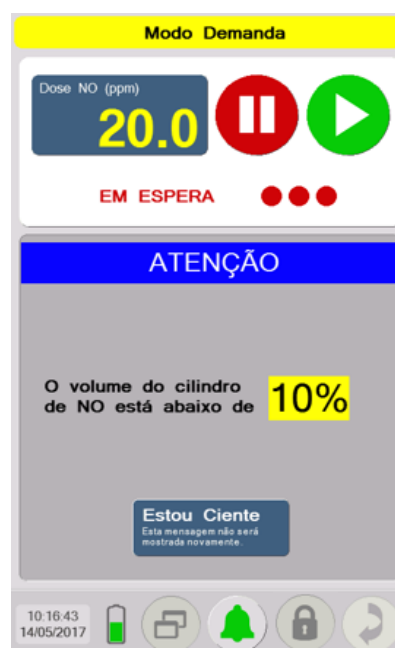 Modo Demanda
Dose NO (ppm)
20.0
EM ESPERA
ATENÇÃO
O volume do cilindro
de NO está abaixo de 10%
Estou Ciente
Esta mensagem não será
mostrada novamente.
10:16:43
14/05/2017